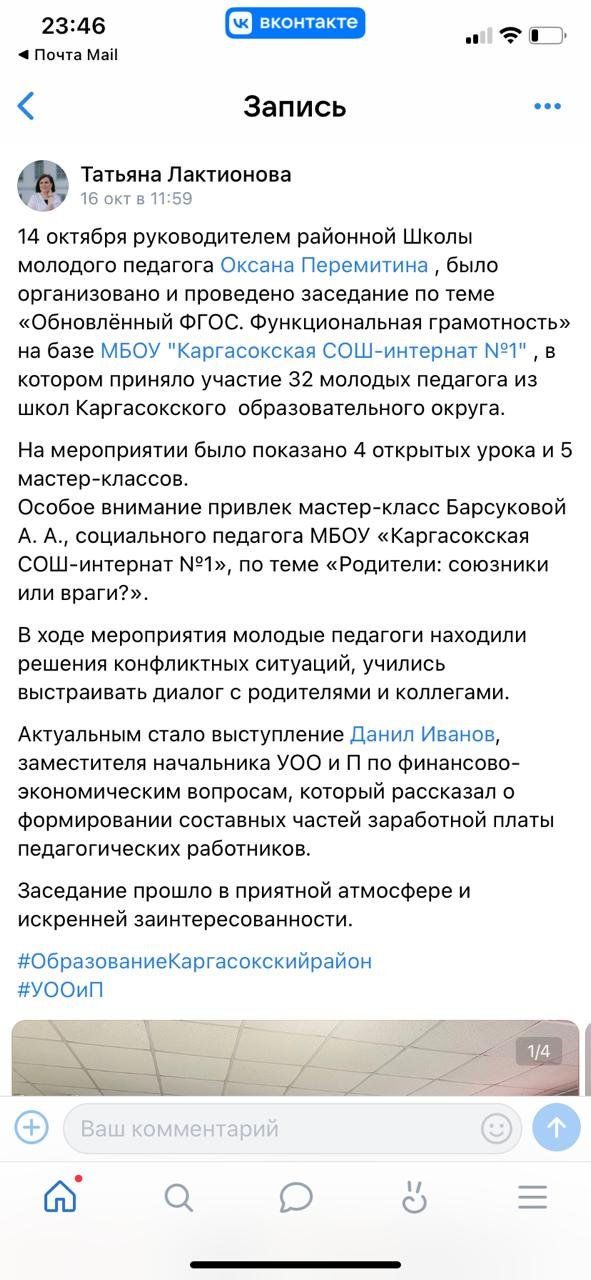 23:46
вконтакте
◄ Почта Mail
Запись
Татьяна Лактионова
16 окт в 11:59
14 октября руководителем районной Школы
молодого педагога Оксана Перемитина , было
организовано и проведено заседание по теме
«Обновлённый ФГОС. Функциональная грамотность»
на базе МБОУ "Каргасокская СОШ-интернат №1" , в
котором приняло участие 32 молодых педагога из
школ Каргасокского  образовательного округа.
На мероприятии было показано 4 открытых урока и 5
мастер-классов.
Особое внимание привлек мастер-класс Барсуковой
А. А., социального педагога МБОУ «Каргасокская
СОШ-интернат №1», по теме «Родители: союзники
или враги?».
В ходе мероприятия молодые педагоги находили
решения конфликтных ситуаций, учились
выстраивать диалог с родителями и коллегами.
Актуальным стало выступление Данил Иванов,
заместителя начальника УОО и П по финансово-
экономическим вопросам, который рассказал о
формировании составных частей заработной платы
педагогических работников.
Заседание прошло в приятной атмосфере и
искренней заинтересованности.
#ОбразованиеКаргасокскийрайон
#УООиП
1/4
Ваш комментарий